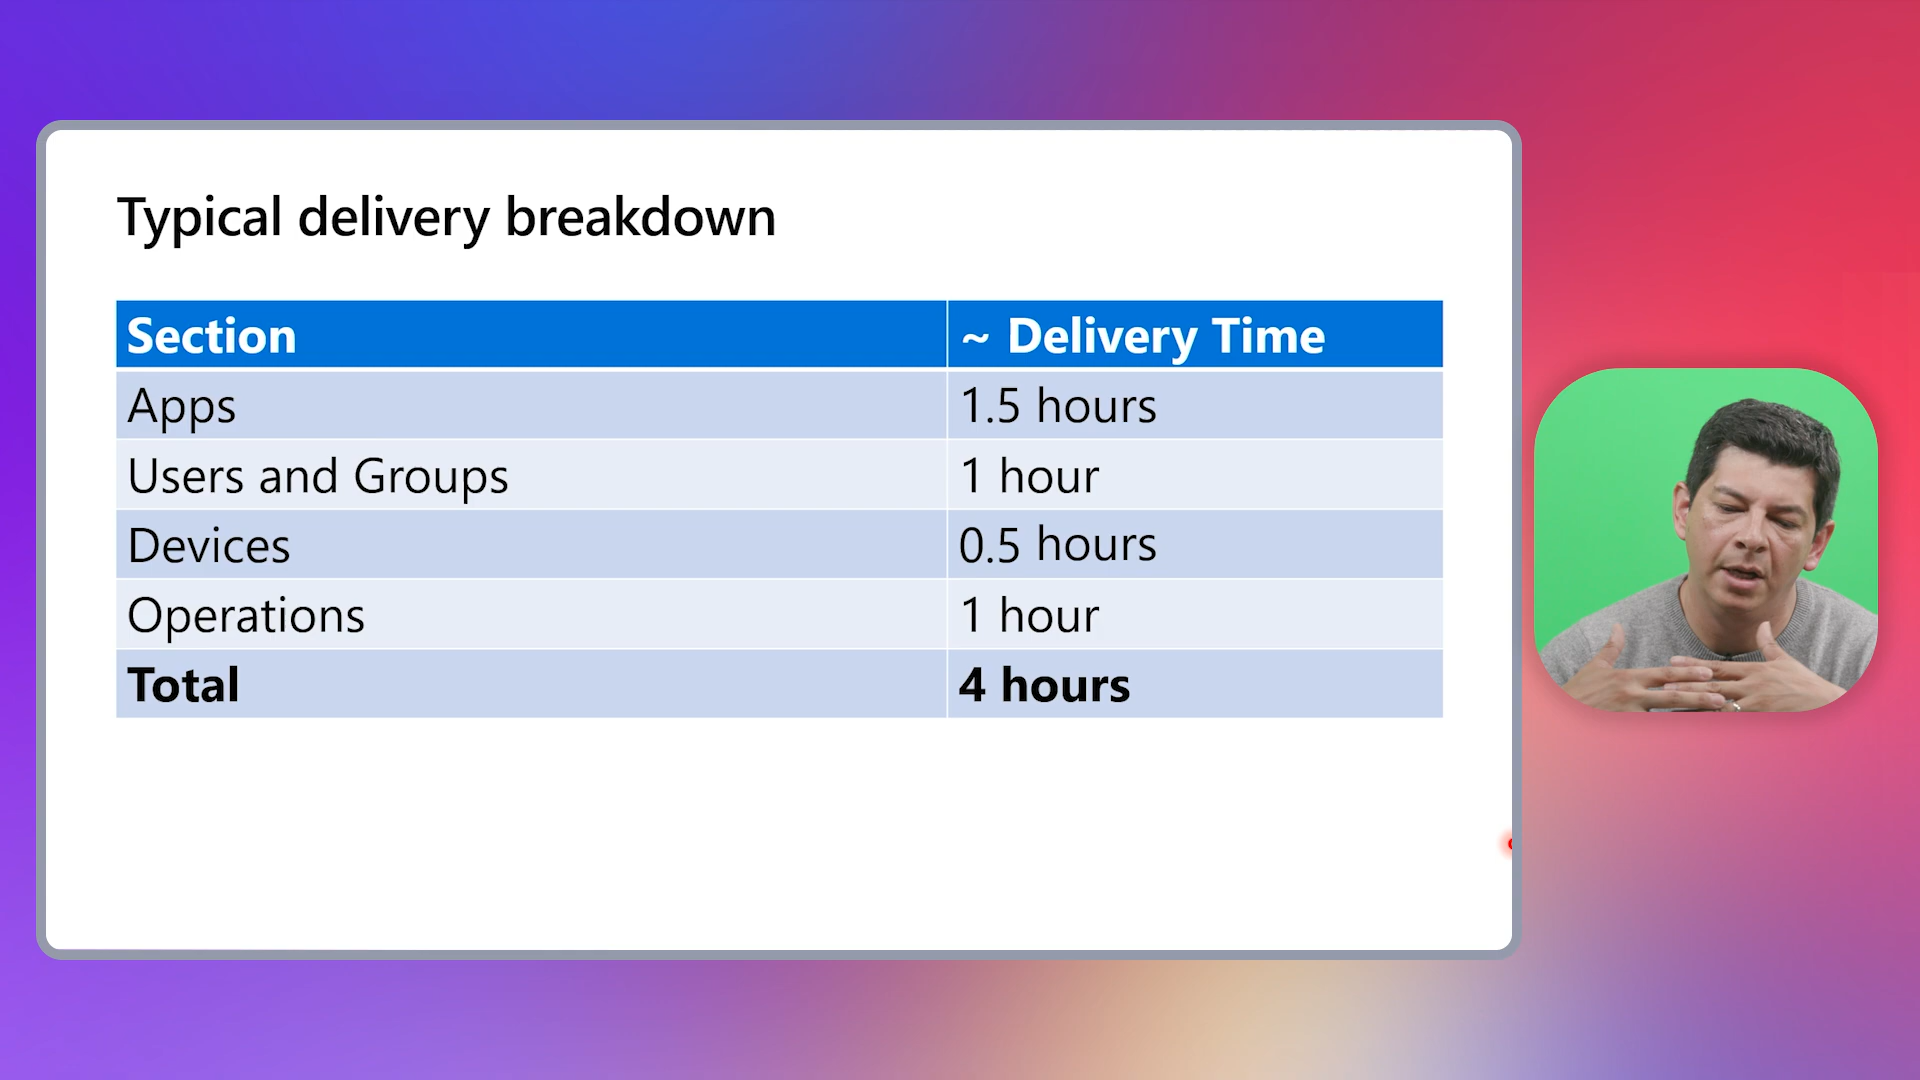 Typical delivery breakdown
Section ~ Delivery Time
Apps 1.5 hours
Users and Groups 1 hour
Devices 0.5 hours
Operations 1 hour
Total 4 hours